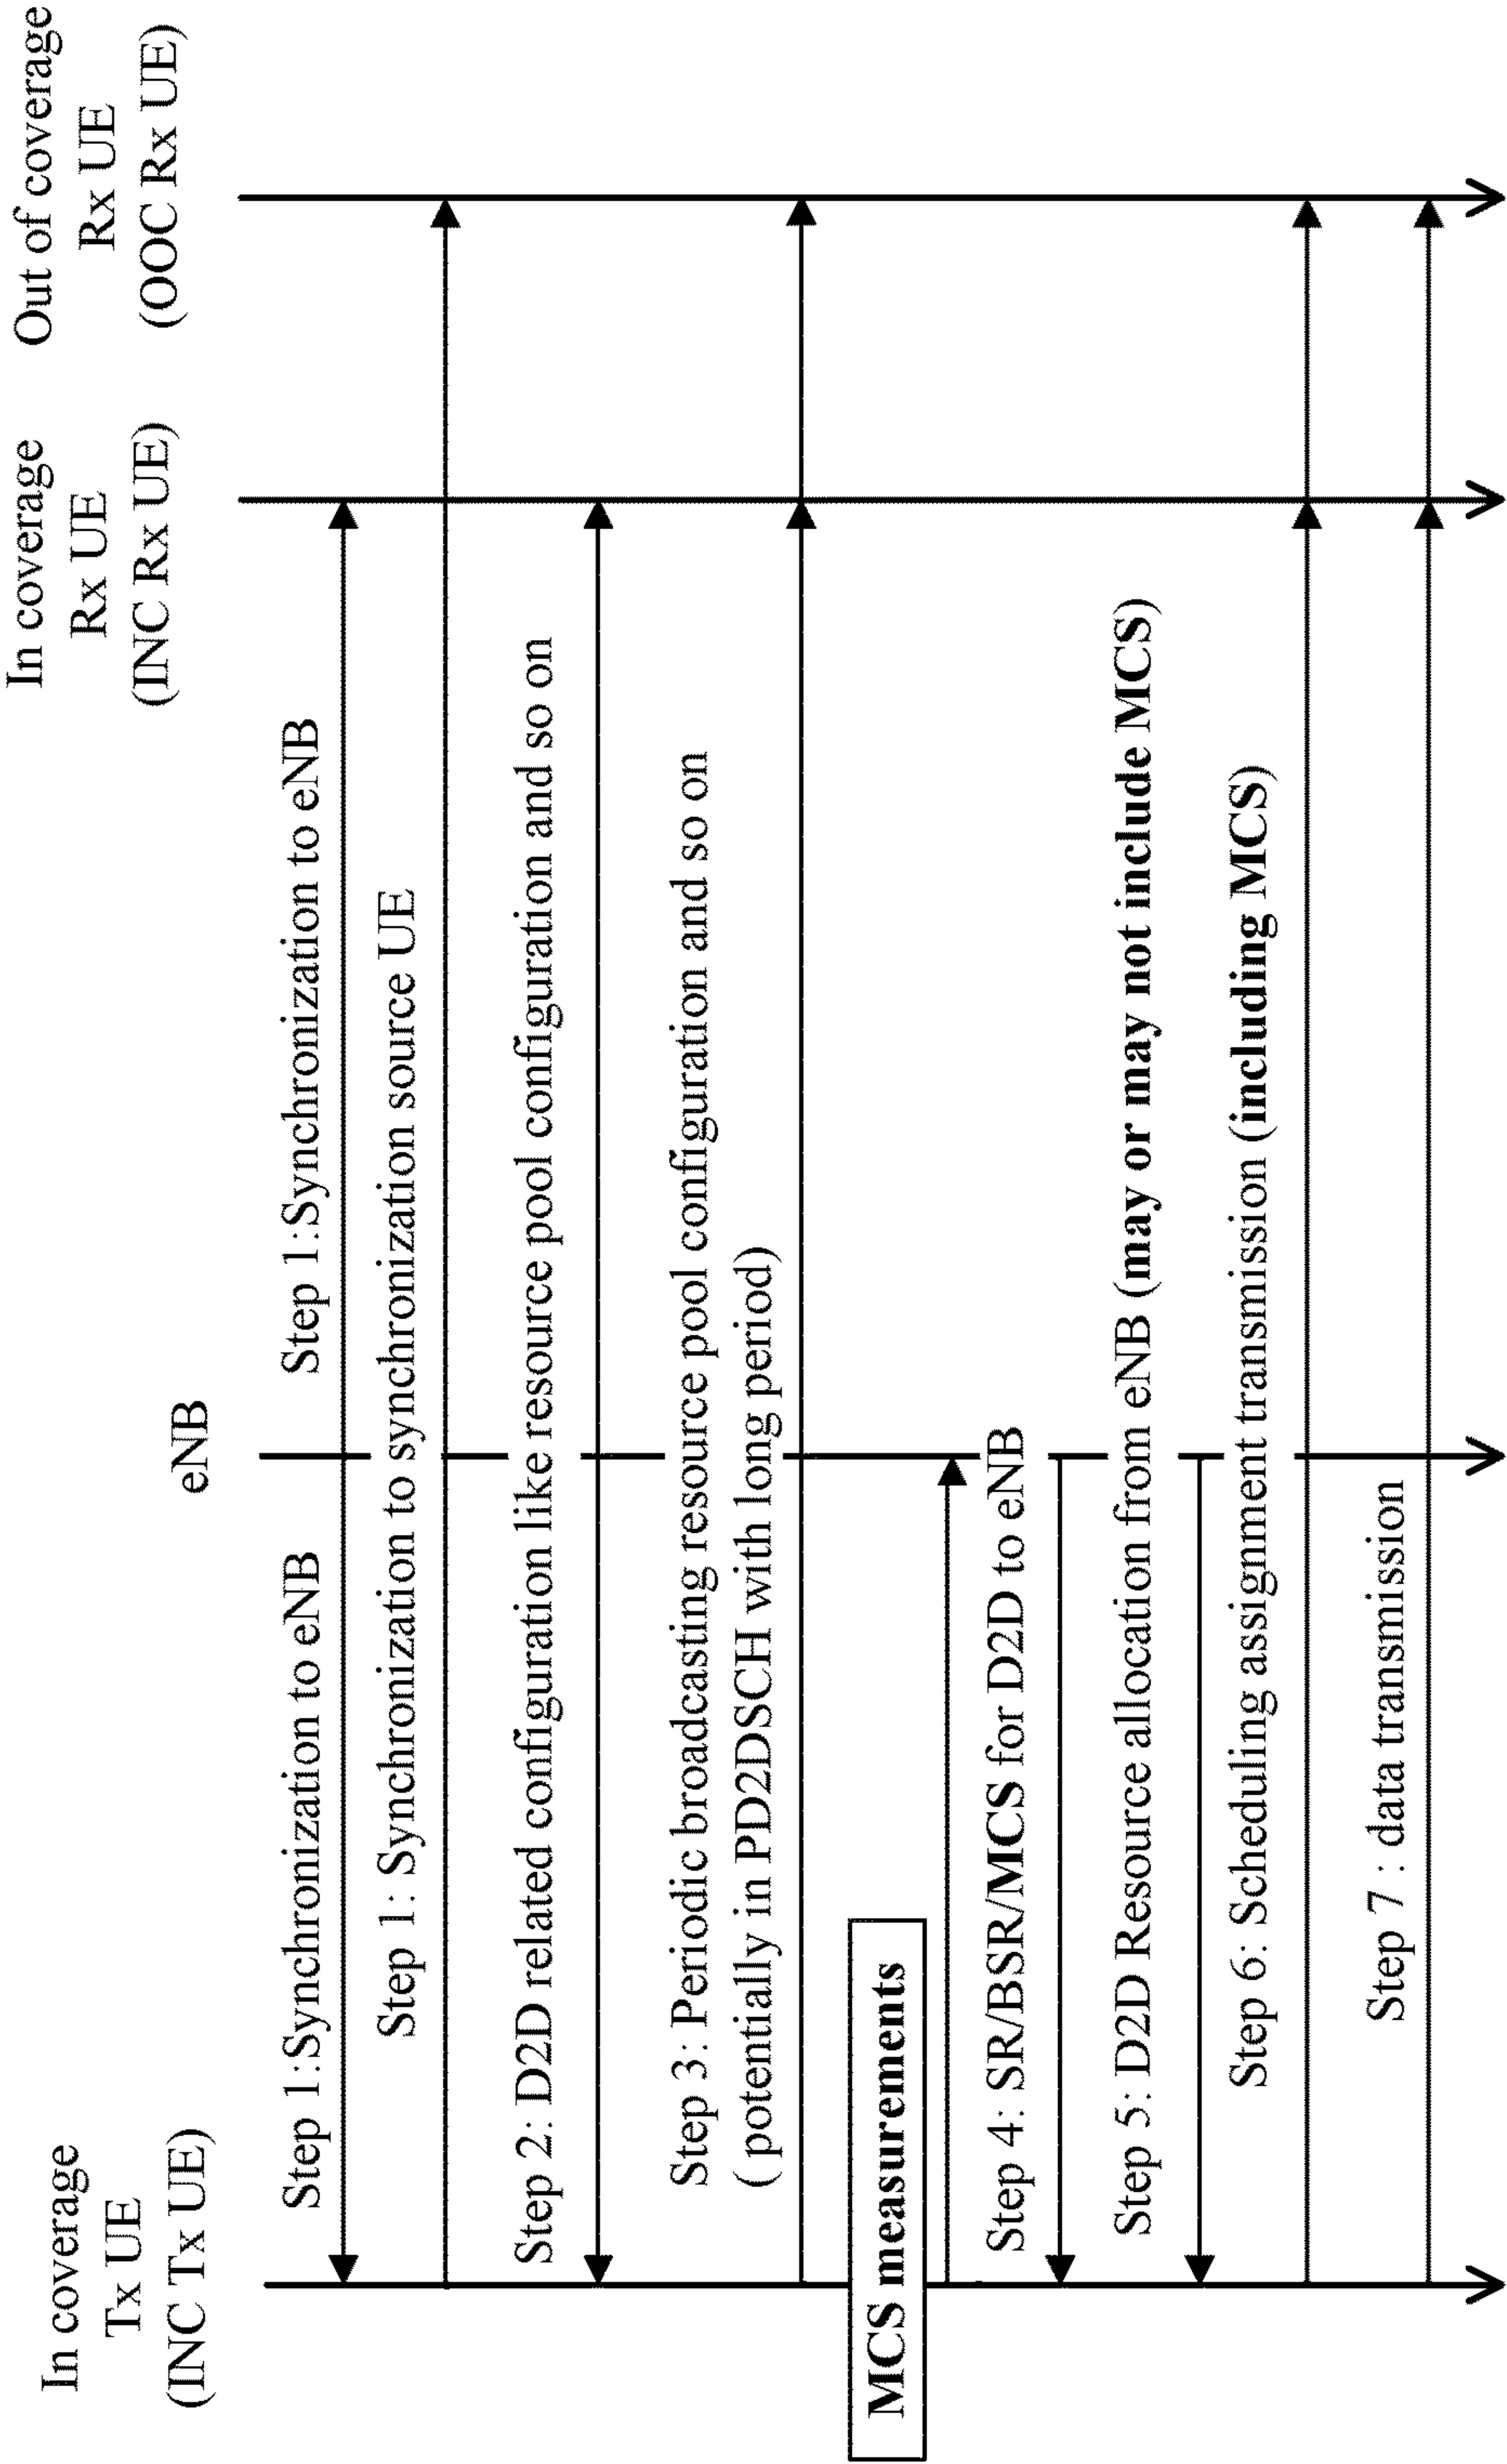 In coverage
Tx UE
(INC Tx UE)
eNB
In coverage
Rx UE
(INC Rx UE)
Out of coverage
Rx UE
(OOC Rx UE)
Step 1:Synchronization to eNB
Step 1:Synchronization to eNB
Step 1: Synchronization to synchronization source UE
Step 2: D2D related configuration like resource pool configuration and so on
Step 3: Periodic broadcasting resource pool configuration and so on
( potentially in PD2DSCH with long period)
MCS measurements
Step 4: SR/BSR/MCS for D2D to eNB
Step 5: D2D Resource allocation from eNB (may or may not include MCS)
Step 6: Scheduling assignment transmission (including MCS)
Step 7 : data transmission